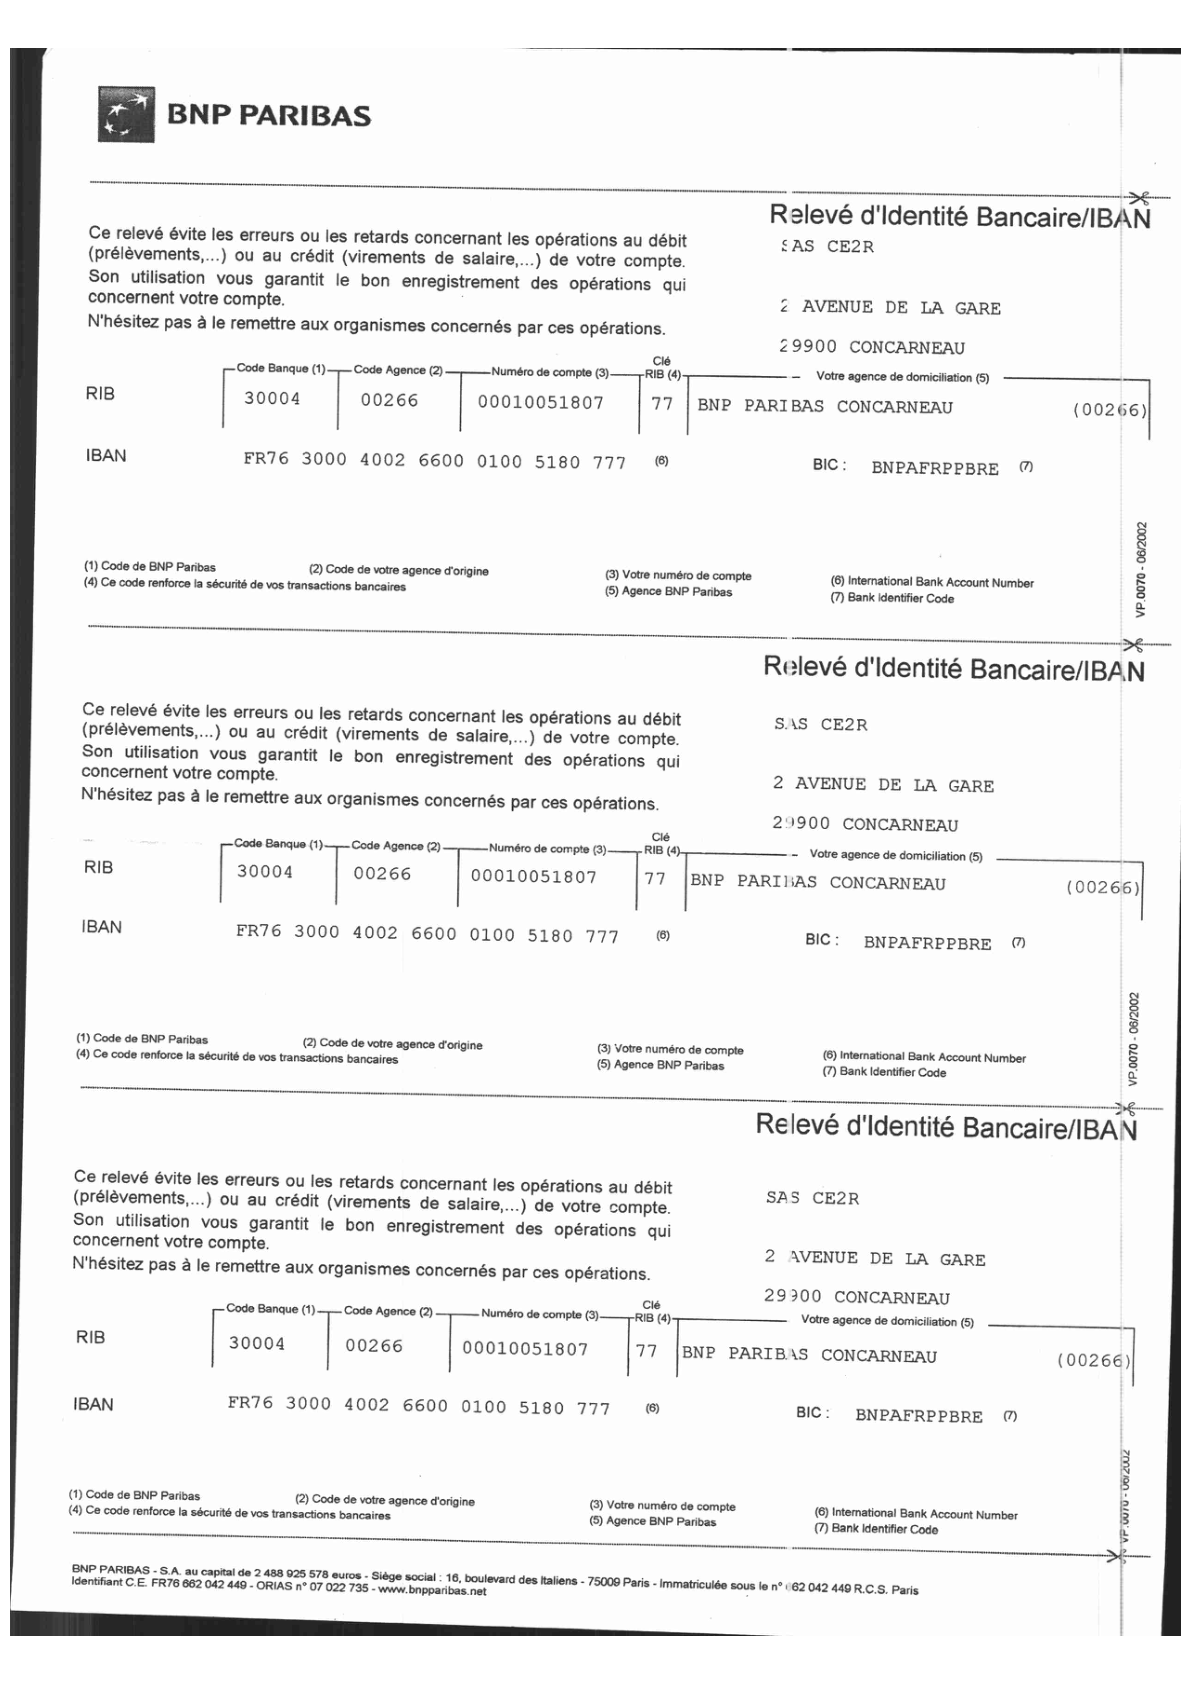 BNP PARIBAS
Relevé d'Identité Bancaire/IBAN
Ce relevé évite les erreurs ou les retards concernant les opérations au débit
(prélèvements,...) ou au crédit (virements de salaire,...) de votre compte.
Son utilisation vous garantit le bon enregistrement des opérations qui
concernent votre compte.
N'hésitez pas à le remettre aux organismes concernés par ces opérations.
SAS CE2R
2 AVENUE DE LA GARE
29900 CONCARNEAU
Code Banque (1) Code Agence (2) Numéro de compte (3) Clé RIB (4) Votre agence de domiciliation (5)
RIB 30004 00266 00010051807 77 BNP PARIBAS CONCARNEAU (00266)
IBAN FR76 3000 4002 6600 0100 5180 777 (6) BIC : BNPAFRPPBRE (7)
(1) Code de BNP Paribas (2) Code de votre agence d'origine (3) Votre numéro de compte (6) International Bank Account Number
(4) Ce code renforce la sécurité de vos transactions bancaires (5) Agence BNP Paribas (7) Bank Identifier Code
VP.0070 - 06/2002
Relevé d'Identité Bancaire/IBAN
Ce relevé évite les erreurs ou les retards concernant les opérations au débit
(prélèvements,...) ou au crédit (virements de salaire,...) de votre compte.
Son utilisation vous garantit le bon enregistrement des opérations qui
concernent votre compte.
N'hésitez pas à le remettre aux organismes concernés par ces opérations.
SAS CE2R
2 AVENUE DE LA GARE
29900 CONCARNEAU
Code Banque (1) Code Agence (2) Numéro de compte (3) Clé RIB (4) Votre agence de domiciliation (5)
RIB 30004 00266 00010051807 77 BNP PARIBAS CONCARNEAU (00266)
IBAN FR76 3000 4002 6600 0100 5180 777 (6) BIC : BNPAFRPPBRE (7)
(1) Code de BNP Paribas (2) Code de votre agence d'origine (3) Votre numéro de compte (6) International Bank Account Number
(4) Ce code renforce la sécurité de vos transactions bancaires (5) Agence BNP Paribas (7) Bank Identifier Code
VP.0070 - 06/2002
Relevé d'Identité Bancaire/IBAN
Ce relevé évite les erreurs ou les retards concernant les opérations au débit
(prélèvements,...) ou au crédit (virements de salaire,...) de votre compte.
Son utilisation vous garantit le bon enregistrement des opérations qui
concernent votre compte.
N'hésitez pas à le remettre aux organismes concernés par ces opérations.
SAS CE2R
2 AVENUE DE LA GARE
29900 CONCARNEAU
Code Banque (1) Code Agence (2) Numéro de compte (3) Clé RIB (4) Votre agence de domiciliation (5)
RIB 30004 00266 00010051807 77 BNP PARIBAS CONCARNEAU (00266)
IBAN FR76 3000 4002 6600 0100 5180 777 (6) BIC : BNPAFRPPBRE (7)
(1) Code de BNP Paribas (2) Code de votre agence d'origine (3) Votre numéro de compte (6) International Bank Account Number
(4) Ce code renforce la sécurité de vos transactions bancaires (5) Agence BNP Paribas (7) Bank Identifier Code
VP.0070 - 06/2002
BNP PARIBAS - S.A. au capital de 2 488 925 578 euros - Siège social : 16, boulevard des Italiens - 75009 Paris - Immatriculée sous le n° 662 042 449 R.C.S. Paris
Identifiant C.E. FR76 662 042 449 - ORIAS n° 07 022 735 - www.bnpparibas.net